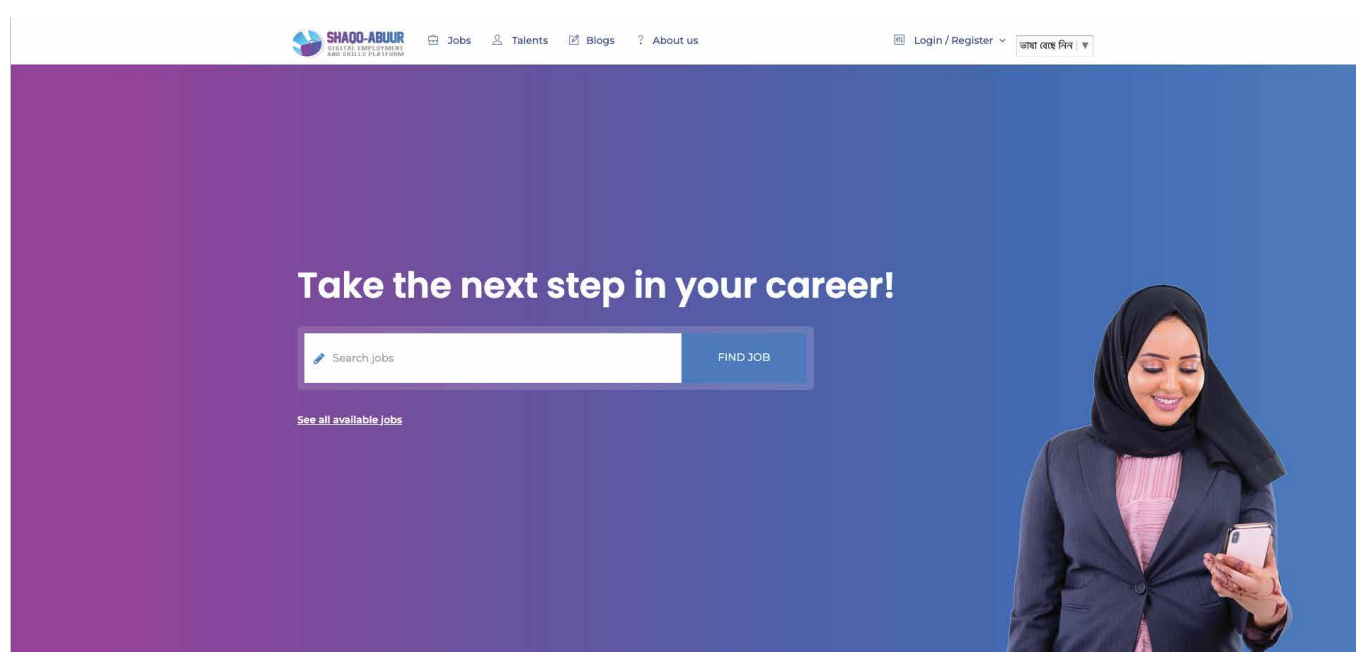 SHAQO-ABUUR
DIGITAL EMPLOYMENT
AND SKILLS PLATFORM
Jobs
Talents
Blogs
? About us
Login / Register
ভাষা বেছে নিন ▼
Take the next step in your career!
Search jobs
FIND JOB
See all available jobs